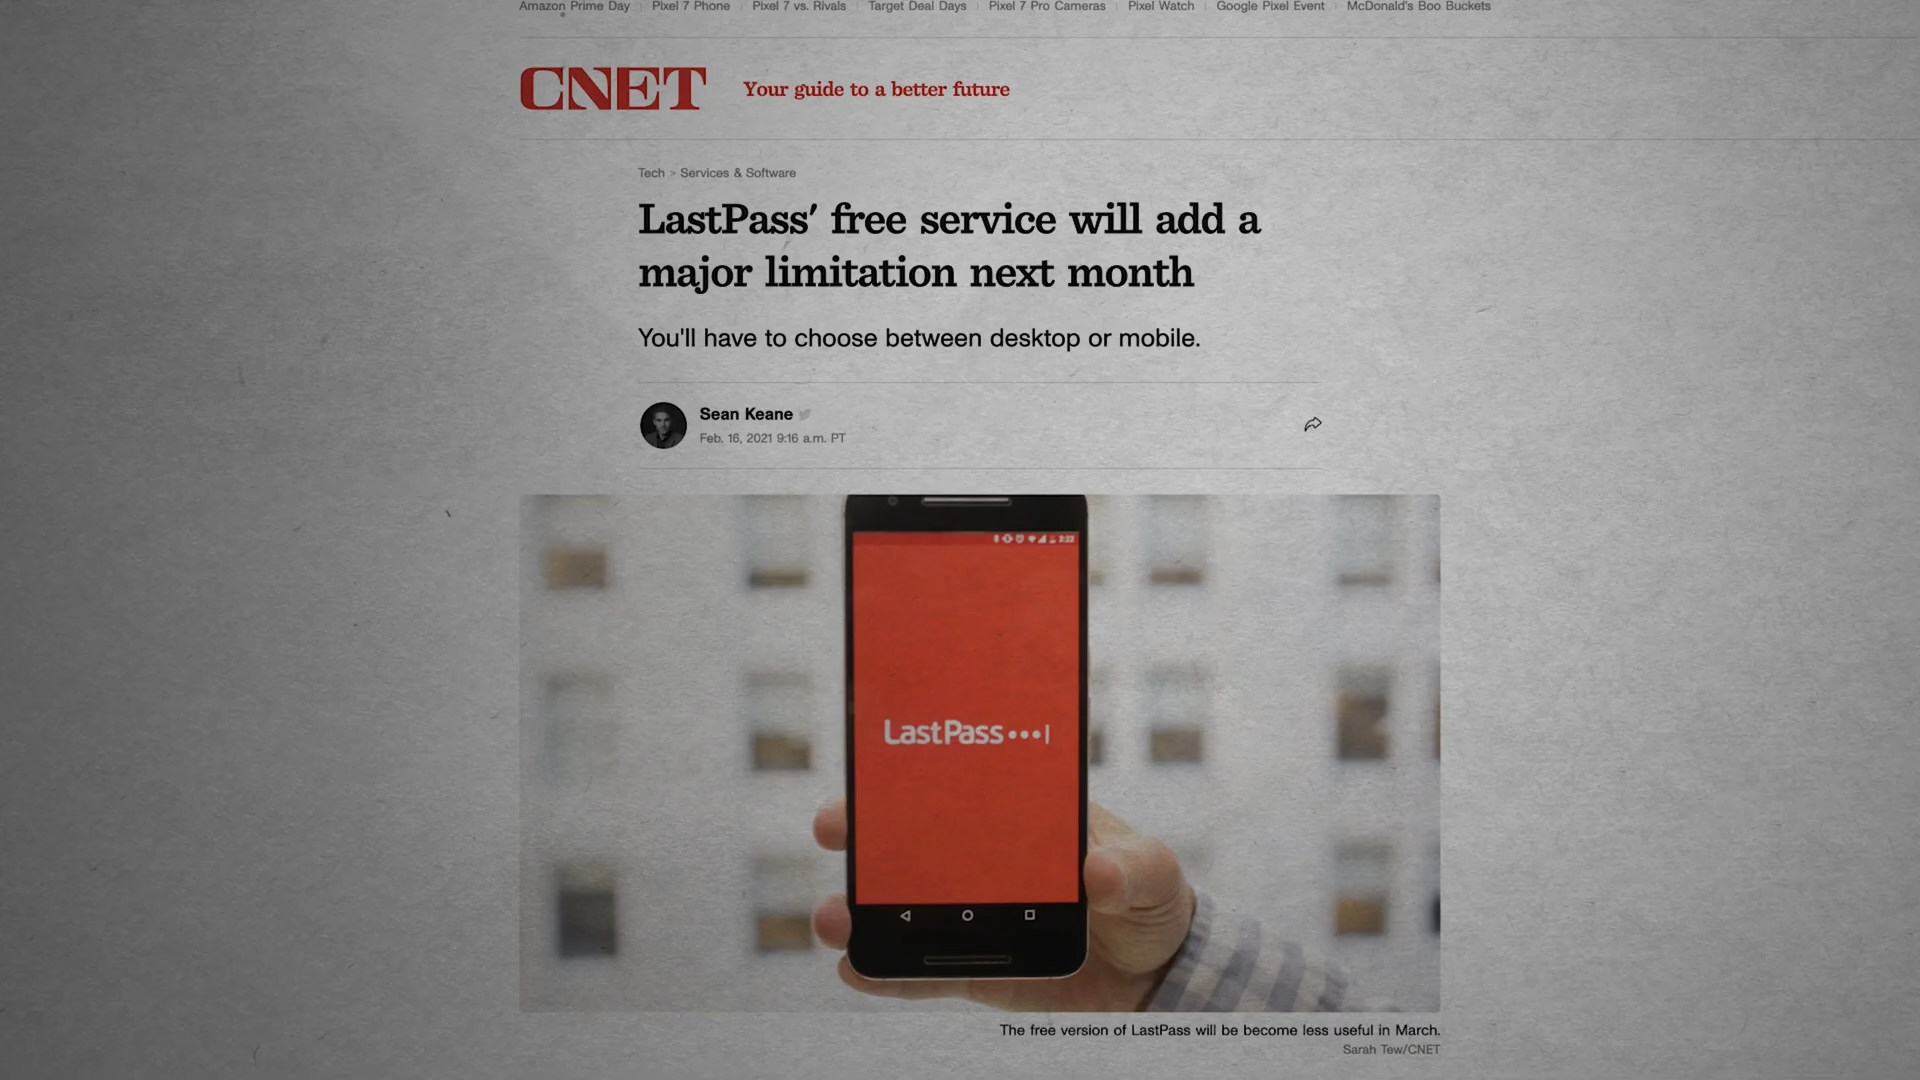 Amazon Prime Day Pixel 7 Phone Pixel 7 vs. Rivals Target Deal Days Pixel 7 Pro Cameras Pixel Watch Google Pixel Event McDonald's Boo Buckets
CNET Your guide to a better future
Tech > Services & Software
LastPass' free service will add a
major limitation next month
You'll have to choose between desktop or mobile.
Sean Keane
Feb. 16, 2021 9:16 a.m. PT
2:22
LastPass •••|
The free version of LastPass will be become less useful in March.
Sarah Tew/CNET